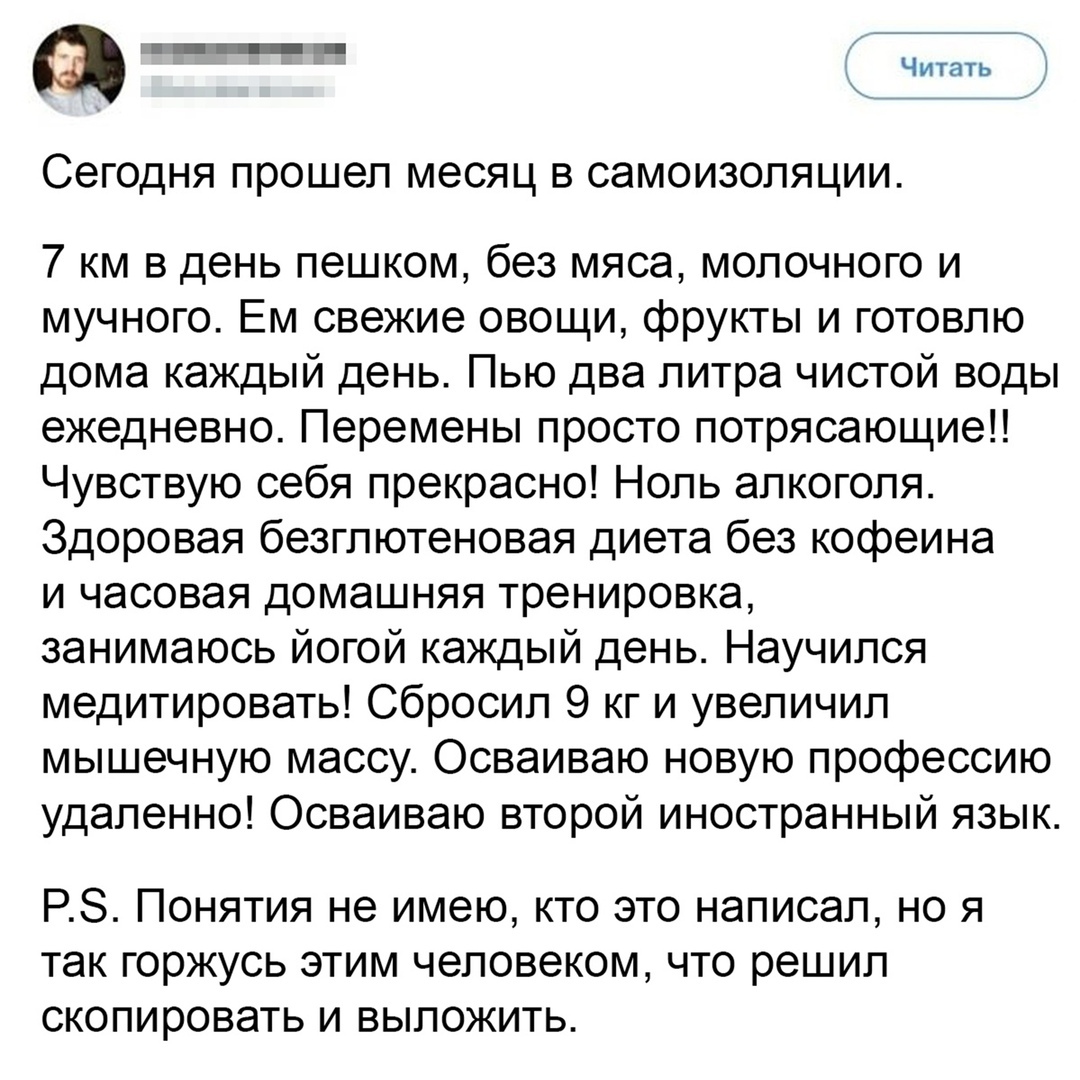 Читать
Сегодня прошел месяц в самоизоляции.
7 км в день пешком, без мяса, молочного и
мучного. Ем свежие овощи, фрукты и готовлю
дома каждый день. Пью два литра чистой воды
ежедневно. Перемены просто потрясающие!!
Чувствую себя прекрасно! Ноль алкоголя.
Здоровая безглютеновая диета без кофеина
и часовая домашняя тренировка,
занимаюсь йогой каждый день. Научился
медитировать! Сбросил 9 кг и увеличил
мышечную массу. Осваиваю новую профессию
удаленно! Осваиваю второй иностранный язык.
P.S. Понятия не имею, кто это написал, но я
так горжусь этим человеком, что решил
скопировать и выложить.